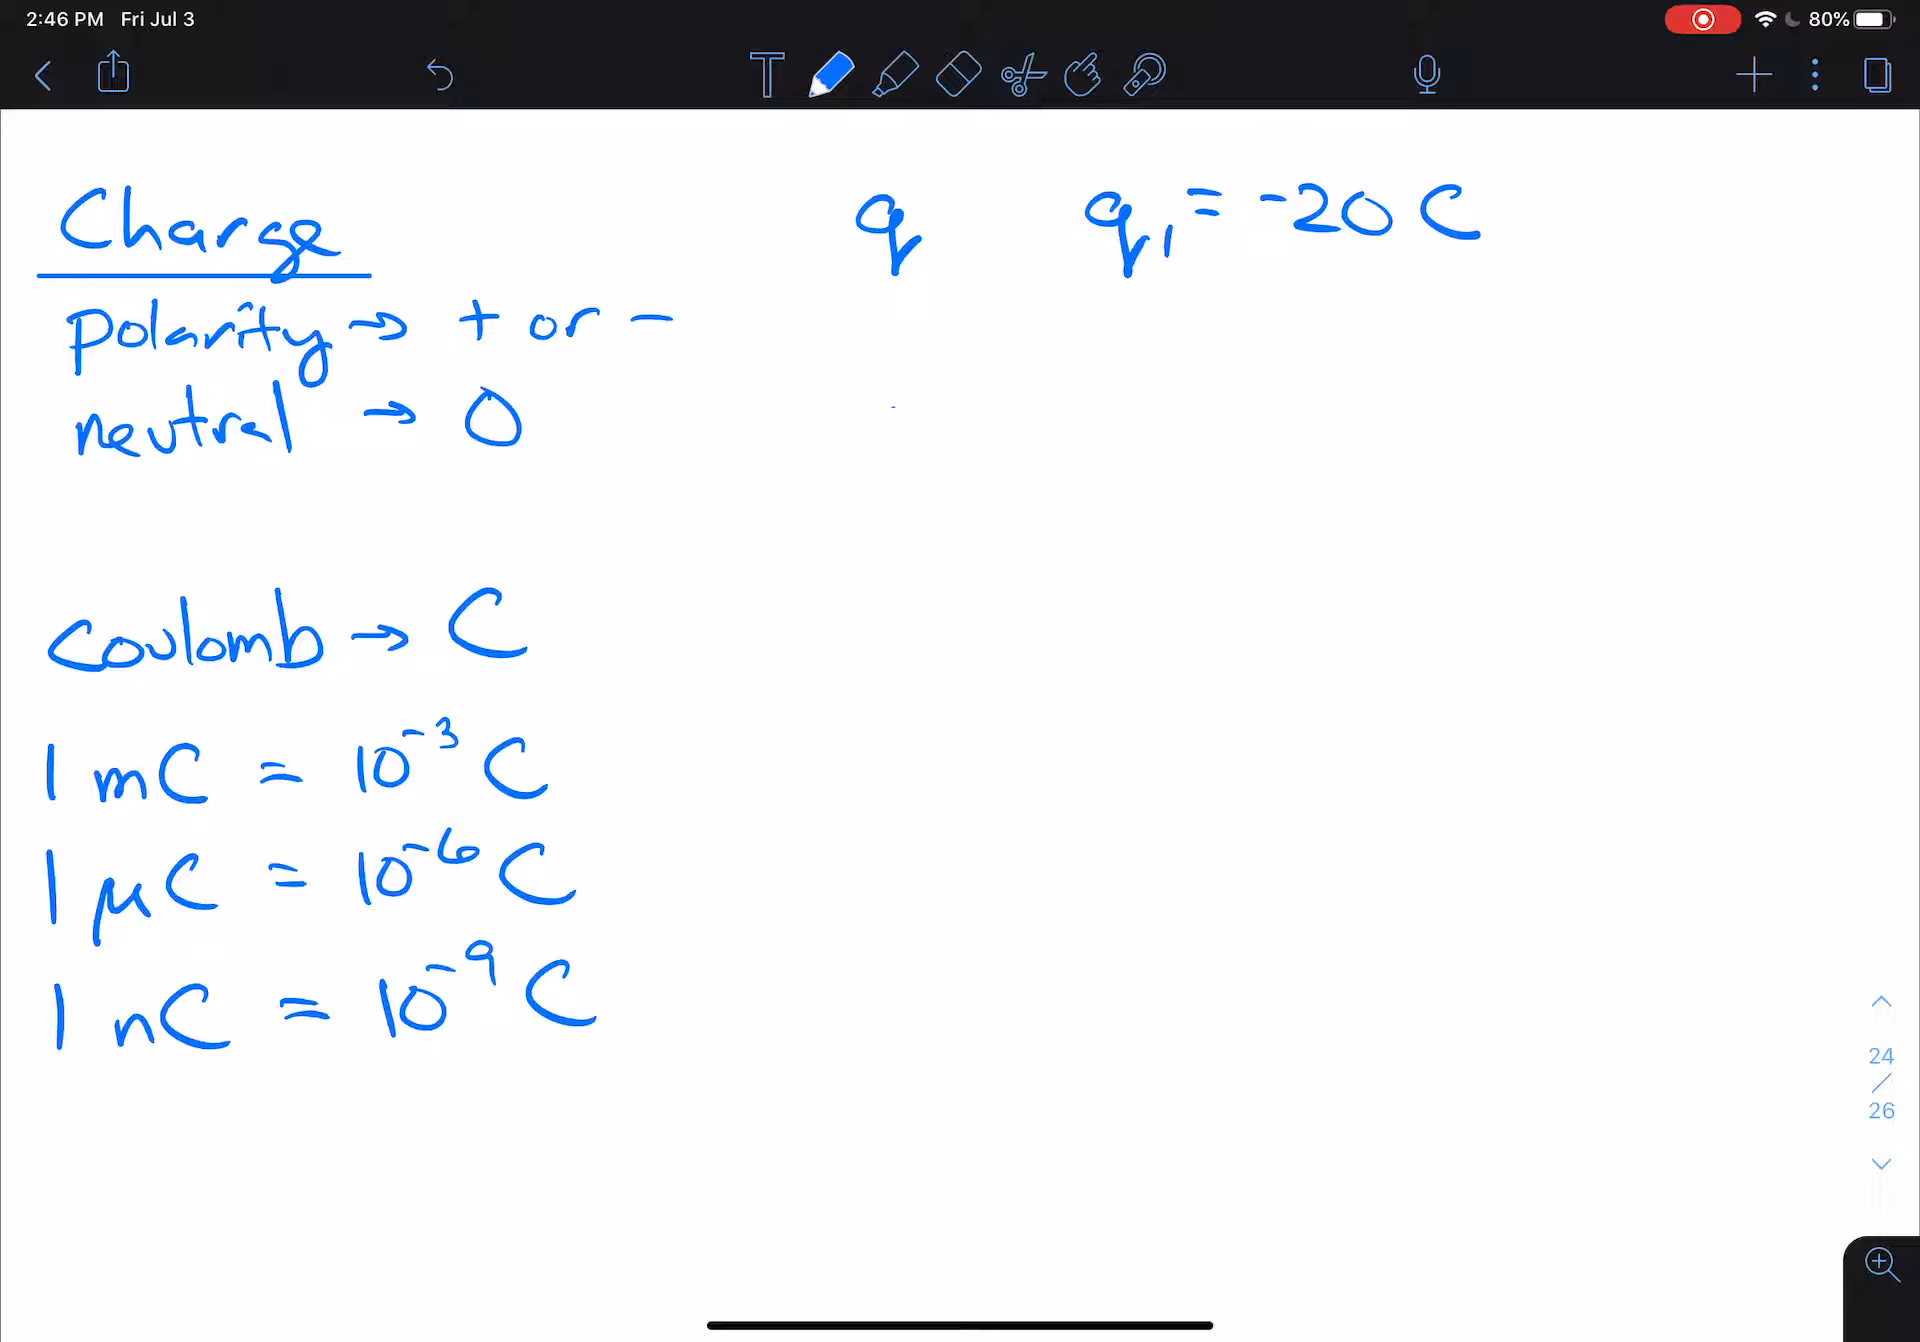 2:46 PM Fri Jul 3 80%
T
Charge q q₁ = -20 C
polarity → + or -
neutral → 0
Coulomb → C
1 mC = 10⁻³ C
1 μC = 10⁻⁶ C
1 nC = 10⁻⁹ C
24
/
26